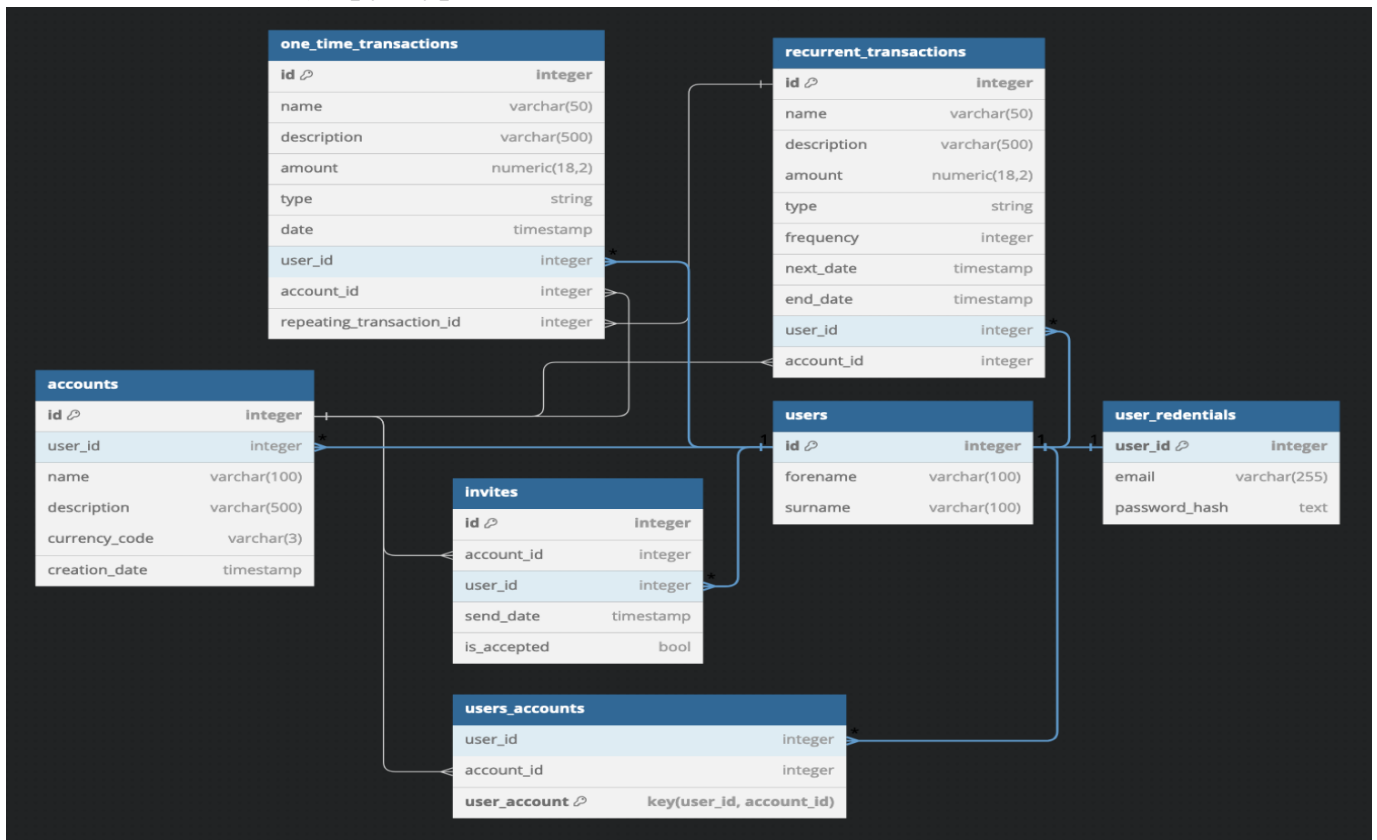 one_time_transactions
id integer
name varchar(50)
description varchar(500)
amount numeric(18,2)
type string
date timestamp
user_id integer
account_id integer
repeating_transaction_id integer
recurrent_transactions
id integer
name varchar(50)
description varchar(500)
amount numeric(18,2)
type string
frequency integer
next_date timestamp
end_date timestamp
user_id integer
account_id integer
accounts
id integer
user_id integer
name varchar(100)
description varchar(500)
currency_code varchar(3)
creation_date timestamp
users
id integer
forename varchar(100)
surname varchar(100)
user_redentials
user_id integer
email varchar(255)
password_hash text
invites
id integer
account_id integer
user_id integer
send_date timestamp
is_accepted bool
users_accounts
user_id integer
account_id integer
user_account key(user_id, account_id)
*
*
*
1
1
1
*
*